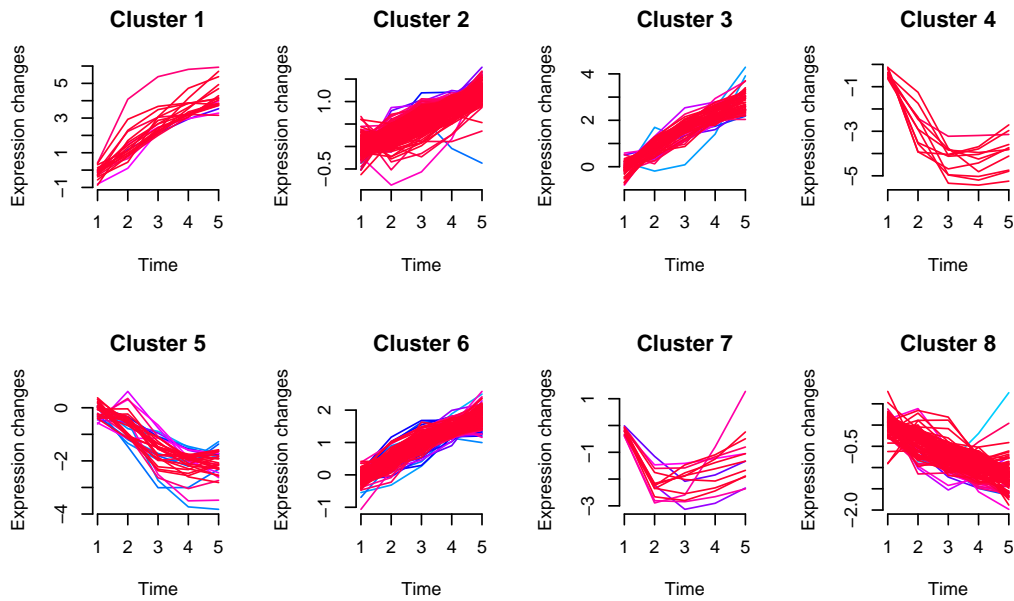 Cluster 1
Expression changes
−1
1
3
5
1 2 3 4 5
Time
Cluster 2
Expression changes
−0.5
1.0
1 2 3 4 5
Time
Cluster 3
Expression changes
0
2
4
1 2 3 4 5
Time
Cluster 4
Expression changes
−5
−3
−1
1 2 3 4 5
Time
Cluster 5
Expression changes
−4
−2
0
1 2 3 4 5
Time
Cluster 6
Expression changes
−1
0
1
2
1 2 3 4 5
Time
Cluster 7
Expression changes
−3
−1
1
1 2 3 4 5
Time
Cluster 8
Expression changes
−2.0
−0.5
1 2 3 4 5
Time